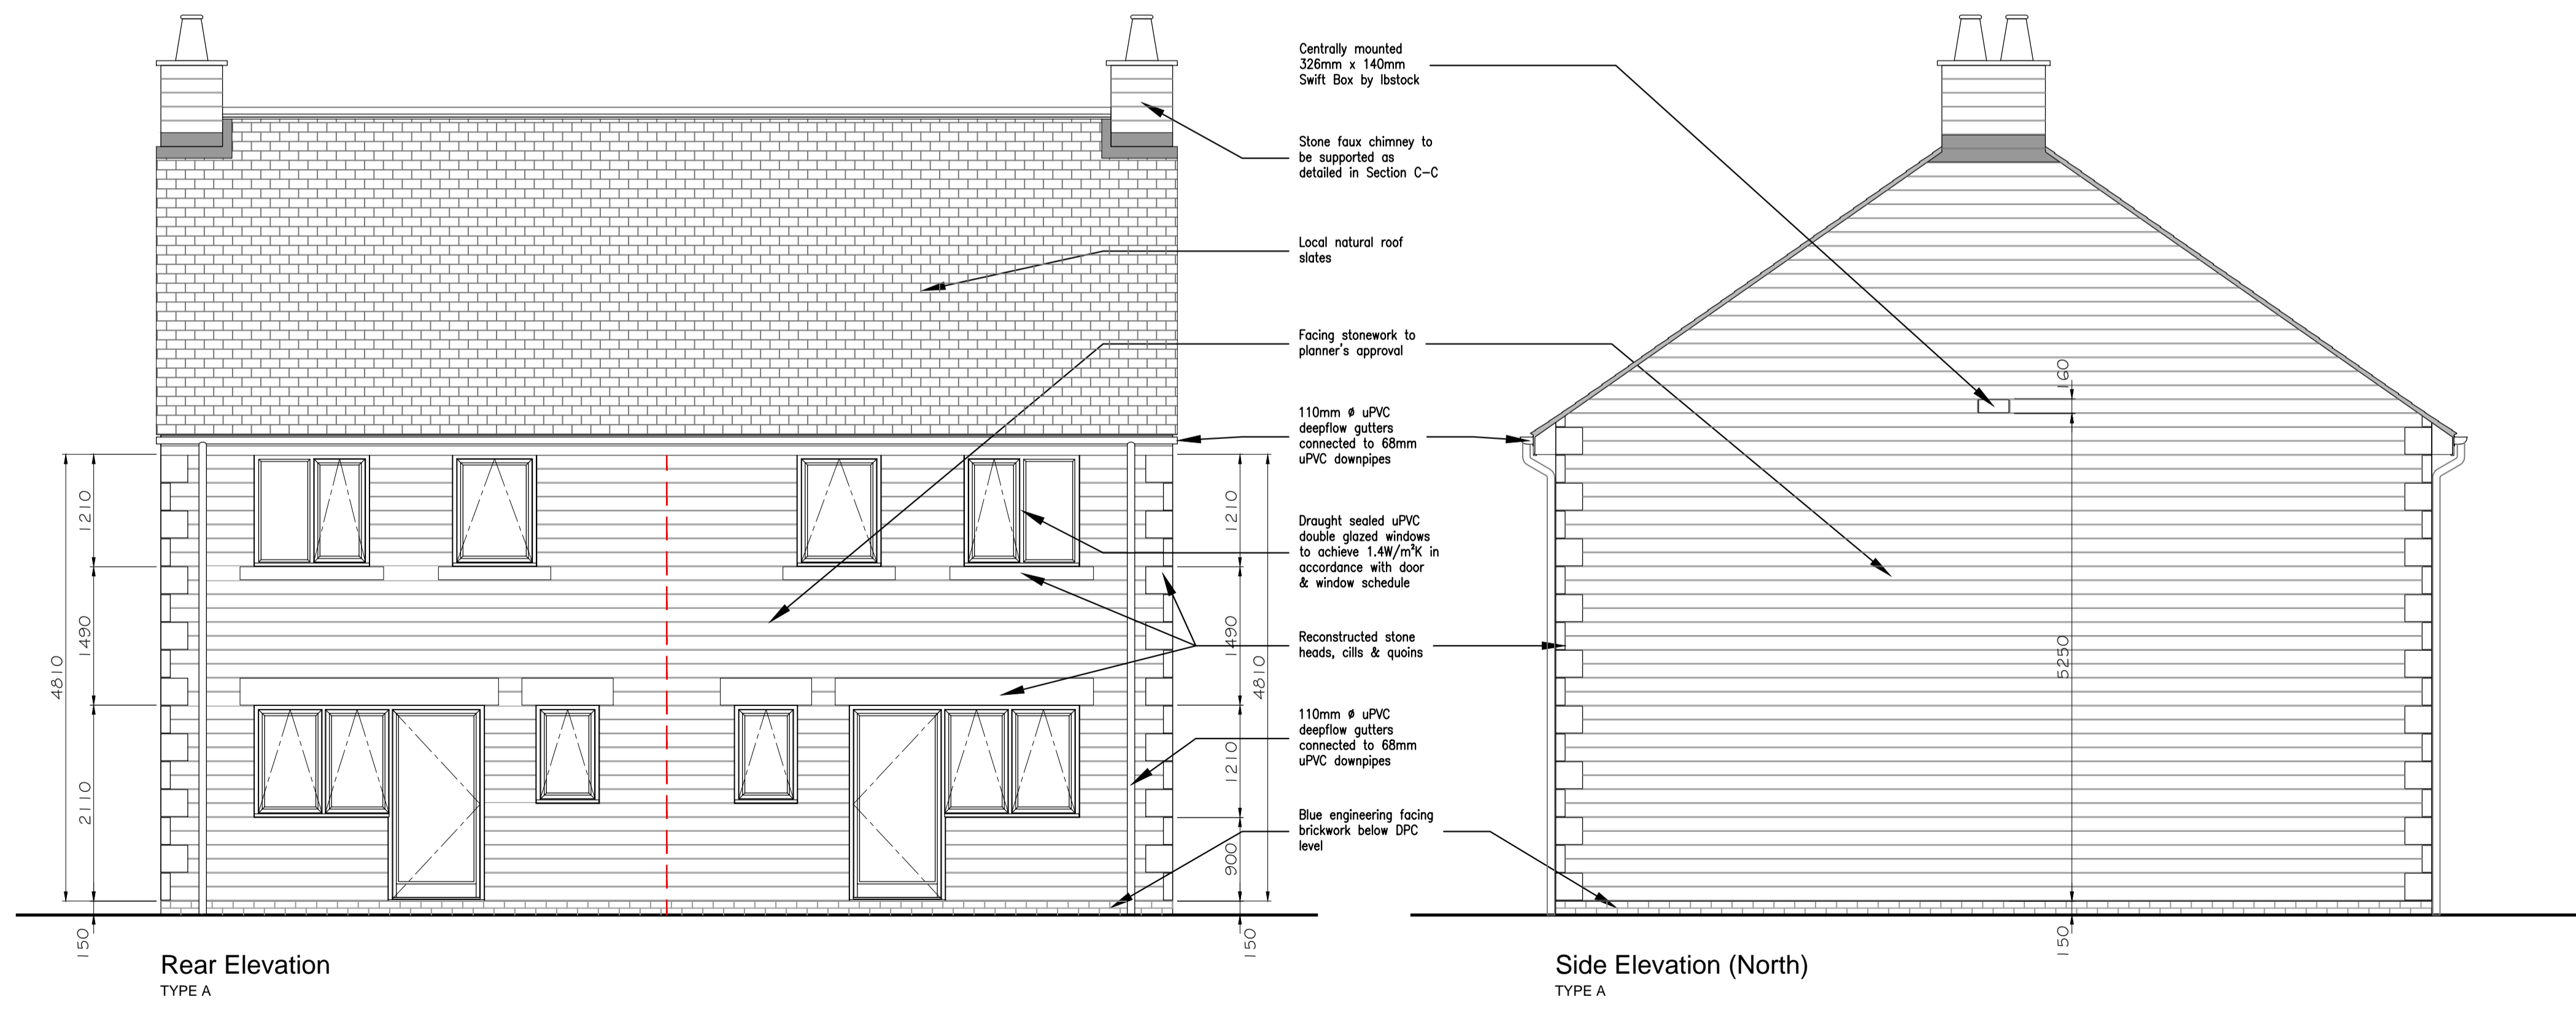 Centrally mounted
326mm x 140mm
Swift Box by Ibstock
Stone faux chimney to
be supported as
detailed in Section C-C
Local natural roof
slates
Facing stonework to
planner's approval
110mm ø uPVC
deepflow gutters
connected to 68mm
uPVC downpipes
Draught sealed uPVC
double glazed windows
to achieve 1.4W/m²K in
accordance with door
& window schedule
Reconstructed stone
heads, cills & quoins
110mm ø uPVC
deepflow gutters
connected to 68mm
uPVC downpipes
Blue engineering facing
brickwork below DPC
level
4810
1210
1490
2110
150
1210
1490
4810
1210
900
150
160
5250
150
Rear Elevation
TYPE A
Side Elevation (North)
TYPE A